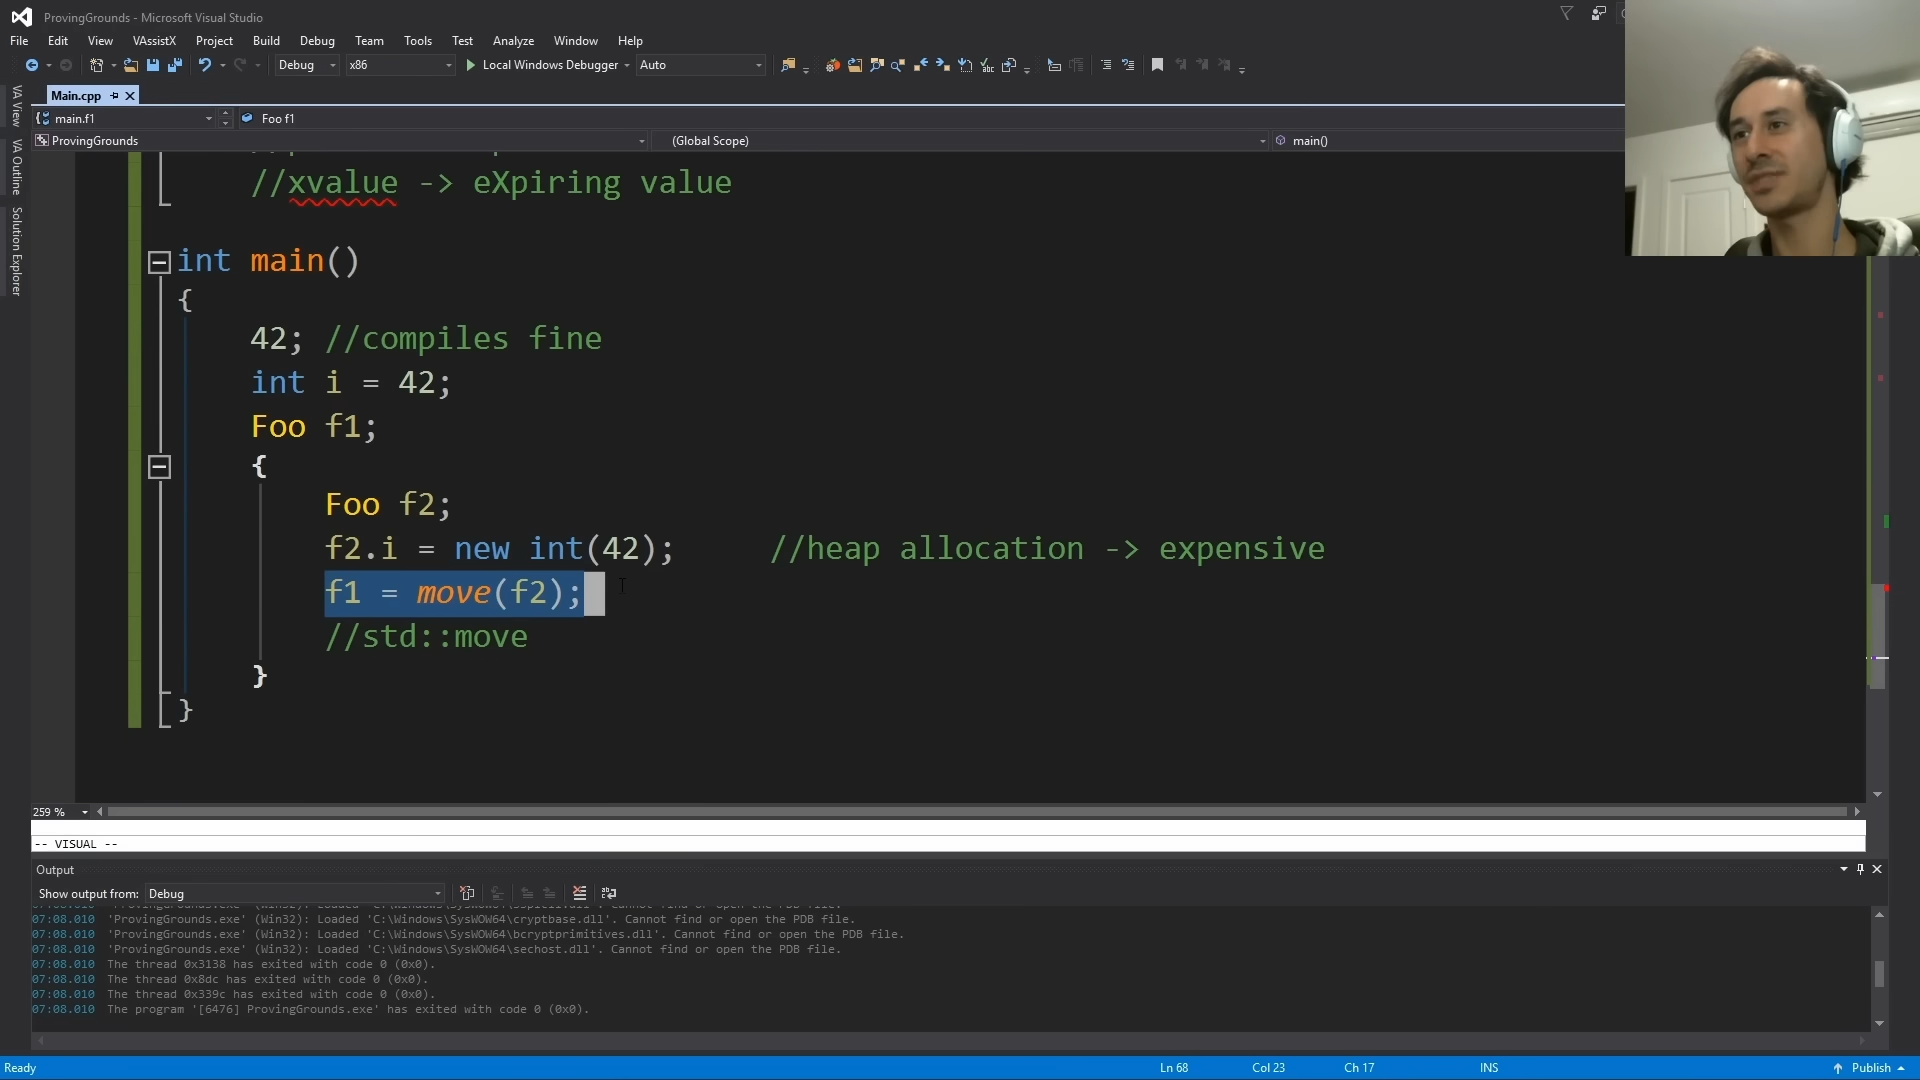 ProvingGrounds - Microsoft Visual Studio
File Edit View VAssistX Project Build Debug Team Tools Test Analyze Window Help
Debug x86 Local Windows Debugger Auto
VA View
VA Outline
Solution Explorer
Main.cpp
main.f1 Foo f1
ProvingGrounds (Global Scope) main()
//xvalue -> eXpiring value
int main()
{
42; //compiles fine
int i = 42;
Foo f1;
{
Foo f2;
f2.i = new int(42); //heap allocation -> expensive
f1 = move(f2);
//std::move
}
}
259 %
-- VISUAL --
Output
Show output from: Debug
07:08.010 'ProvingGrounds.exe' (Win32): Loaded 'C:\Windows\SysWOW64\cryptbase.dll'. Cannot find or open the PDB file.
07:08.010 'ProvingGrounds.exe' (Win32): Loaded 'C:\Windows\SysWOW64\bcryptprimitives.dll'. Cannot find or open the PDB file.
07:08.010 'ProvingGrounds.exe' (Win32): Loaded 'C:\Windows\SysWOW64\sechost.dll'. Cannot find or open the PDB file.
07:08.010 The thread 0x3138 has exited with code 0 (0x0).
07:08.010 The thread 0x8dc has exited with code 0 (0x0).
07:08.010 The thread 0x339c has exited with code 0 (0x0).
07:08.010 The program '[6476] ProvingGrounds.exe' has exited with code 0 (0x0).
Ready Ln 68 Col 23 Ch 17 INS Publish